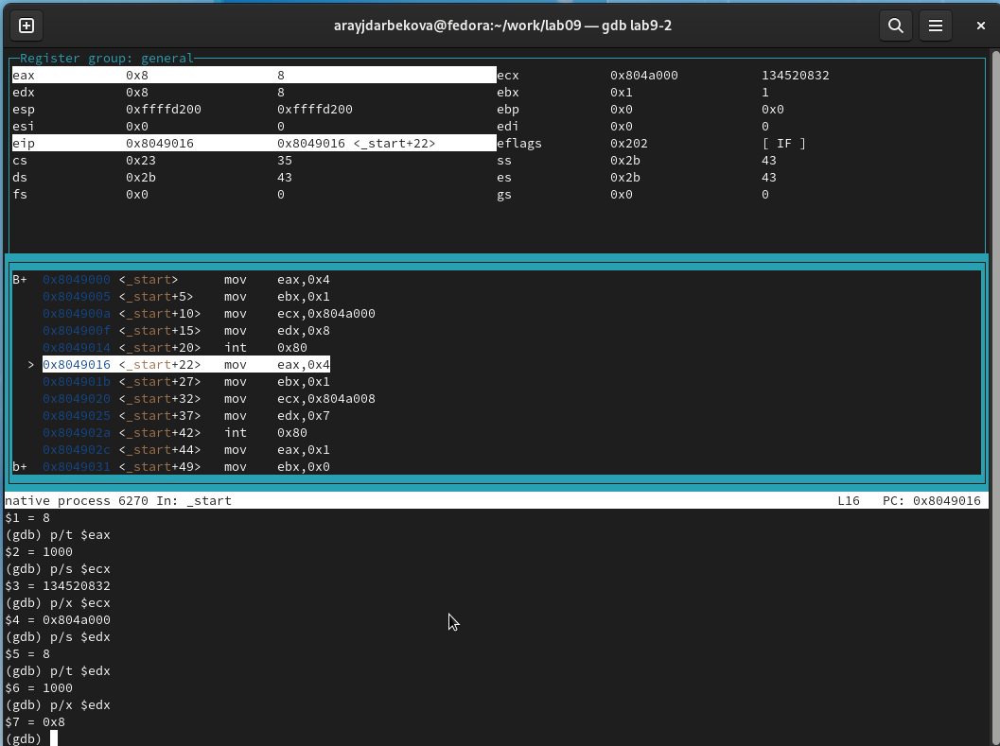 arayjdarbekova@fedora:~/work/lab09 — gdb lab9-2
Register group: general
eax 0x8 8 ecx 0x804a000 134520832
edx 0x8 8 ebx 0x1 1
esp 0xffffd200 0xffffd200 ebp 0x0 0x0
esi 0x0 0 edi 0x0 0
eip 0x8049016 0x8049016 <_start+22> eflags 0x202 [ IF ]
cs 0x23 35 ss 0x2b 43
ds 0x2b 43 es 0x2b 43
fs 0x0 0 gs 0x0 0
B+ 0x8049000 <_start> mov eax,0x4
0x8049005 <_start+5> mov ebx,0x1
0x804900a <_start+10> mov ecx,0x804a000
0x804900f <_start+15> mov edx,0x8
0x8049014 <_start+20> int 0x80
> 0x8049016 <_start+22> mov eax,0x4
0x804901b <_start+27> mov ebx,0x1
0x8049020 <_start+32> mov ecx,0x804a008
0x8049025 <_start+37> mov edx,0x7
0x804902a <_start+42> int 0x80
0x804902c <_start+44> mov eax,0x1
b+ 0x8049031 <_start+49> mov ebx,0x0
native process 6270 In: _start L16 PC: 0x8049016
$1 = 8
(gdb) p/t $eax
$2 = 1000
(gdb) p/s $ecx
$3 = 134520832
(gdb) p/x $ecx
$4 = 0x804a000
(gdb) p/s $edx
$5 = 8
(gdb) p/t $edx
$6 = 1000
(gdb) p/x $edx
$7 = 0x8
(gdb)